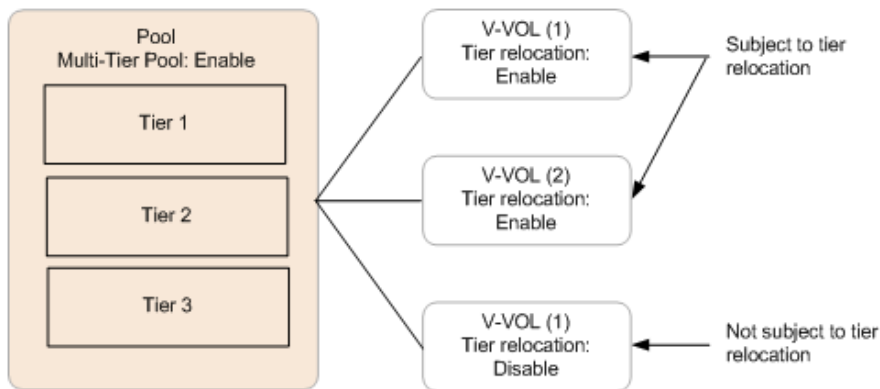 Pool
Multi-Tier Pool: Enable
Tier 1
Tier 2
Tier 3
V-VOL (1)
Tier relocation:
Enable
V-VOL (2)
Tier relocation:
Enable
V-VOL (1)
Tier relocation:
Disable
Subject to tier
relocation
Not subject to tier
relocation